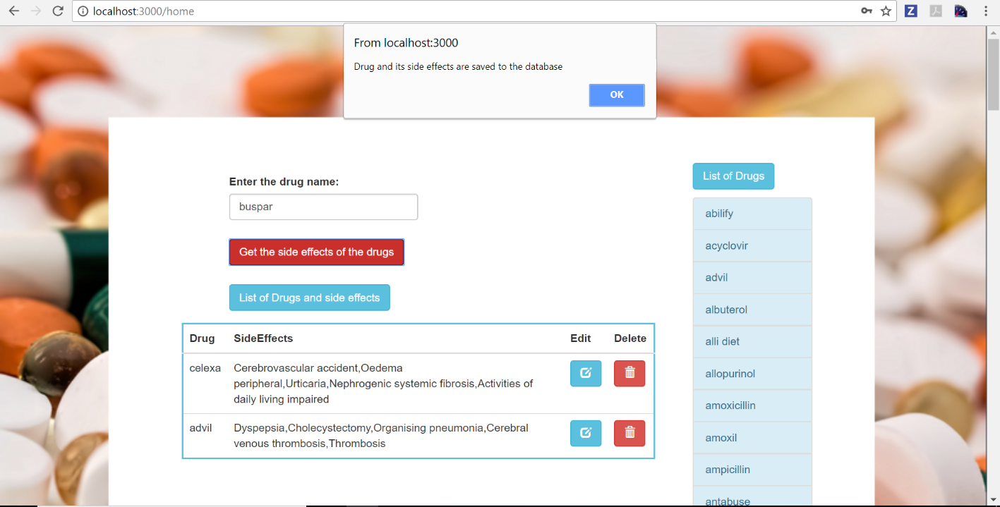 localhost:3000/home
Z
From localhost:3000
Drug and its side effects are saved to the database
OK
Enter the drug name:
buspar
Get the side effects of the drugs
List of Drugs and side effects
Drug SideEffects Edit Delete
celexa Cerebrovascular accident,Oedema
peripheral,Urticaria,Nephrogenic systemic fibrosis,Activities of
daily living impaired
advil Dyspepsia,Cholecystectomy,Organising pneumonia,Cerebral
venous thrombosis,Thrombosis
List of Drugs
abilify
acyclovir
advil
albuterol
alli diet
allopurinol
amoxicillin
amoxil
ampicillin
antabuse